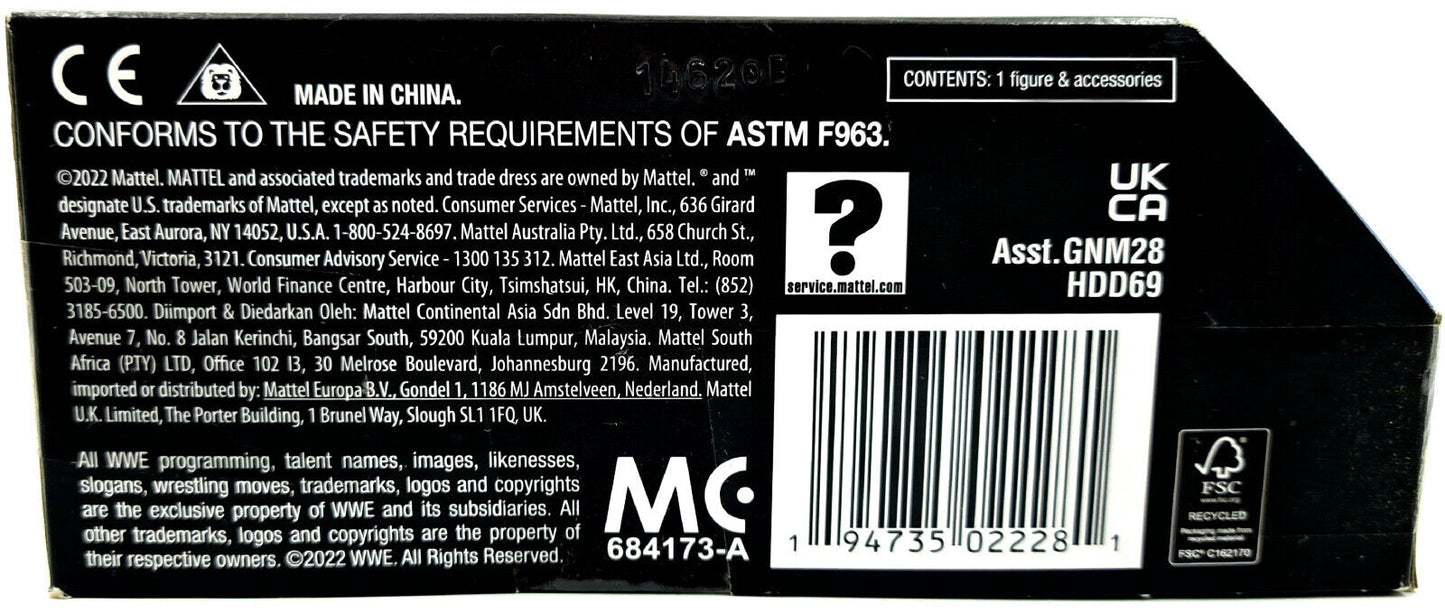 CE
MADE IN CHINA.
CONFORMS TO THE SAFETY REQUIREMENTS OF ASTM F963.
©2022 Mattel. MATTEL and associated trademarks and trade dress are owned by Mattel. ® and ™
designate U.S. trademarks of Mattel, except as noted. Consumer Services - Mattel, Inc., 636 Girard
Avenue, East Aurora, NY 14052, U.S.A. 1-800-524-8697. Mattel Australia Pty. Ltd., 658 Church St.,
Richmond, Victoria, 3121. Consumer Advisory Service - 1300 135 312. Mattel East Asia Ltd., Room
503-09, North Tower, World Finance Centre, Harbour City, Tsimshatsui, HK, China. Tel.: (852)
3185-6500. Diimport & Diedarkan Oleh: Mattel Continental Asia Sdn Bhd. Level 19, Tower 3,
Avenue 7, No. 8 Jalan Kerinchi, Bangsar South, 59200 Kuala Lumpur, Malaysia. Mattel South
Africa (PTY) LTD, Office 102 I3, 30 Melrose Boulevard, Johannesburg 2196. Manufactured,
imported or distributed by: Mattel Europa B.V., Gondel 1, 1186 MJ Amstelveen, Nederland. Mattel
U.K. Limited, The Porter Building, 1 Brunel Way, Slough SL1 1FQ, UK.
All WWE programming, talent names, images, likenesses,
slogans, wrestling moves, trademarks, logos and copyrights
are the exclusive property of WWE and its subsidiaries. All
other trademarks, logos and copyrights are the property of
their respective owners. ©2022 WWE. All Rights Reserved.
MC
684173-A
CONTENTS: 1 figure & accessories
?
service.mattel.com
UK
CA
Asst.GNM28
HDD69
1 94735 02228 1
FSC
www.fsc.org
RECYCLED
Packaging made from
recycled material
FSC® C162170